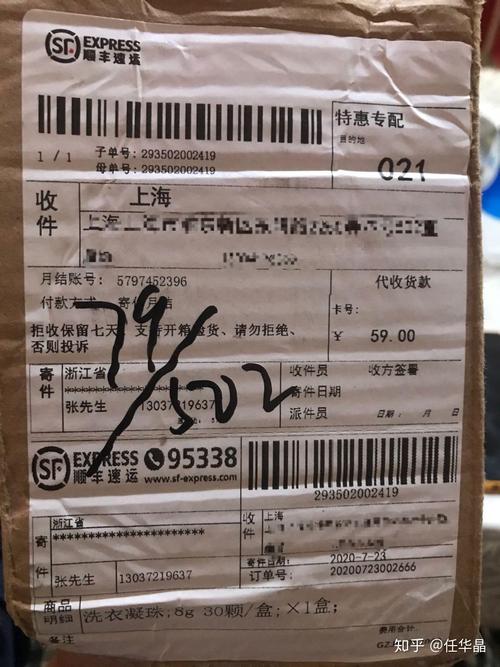 SF EXPRESS
顺丰速运
特惠专配
目的地
021
1 / 1 子单号: 293502002419
母单号: 293502002419
收件
上海
月结账号: 5797452396
付款方式: 寄付月结
拒收保留七天, 支持开箱验货、请勿拒绝、
否则投诉
代收货款
卡号:
¥ 59.00
79/502
寄件
浙江省
张先生 13037219637
收件员
寄件日期
派件员
收方签署
日期: 月 日
SF EXPRESS
顺丰速运
95338
www.sf-express.com
293502002419
寄件
浙江省
********************
张先生 13037219637
收件
上海
寄件日期: 2020-7-23
订单号: 20200723002666
商品明细
洗衣凝珠;8g 30颗/盒; ×1盒;
备注
费用合计:
知乎 @任华晶